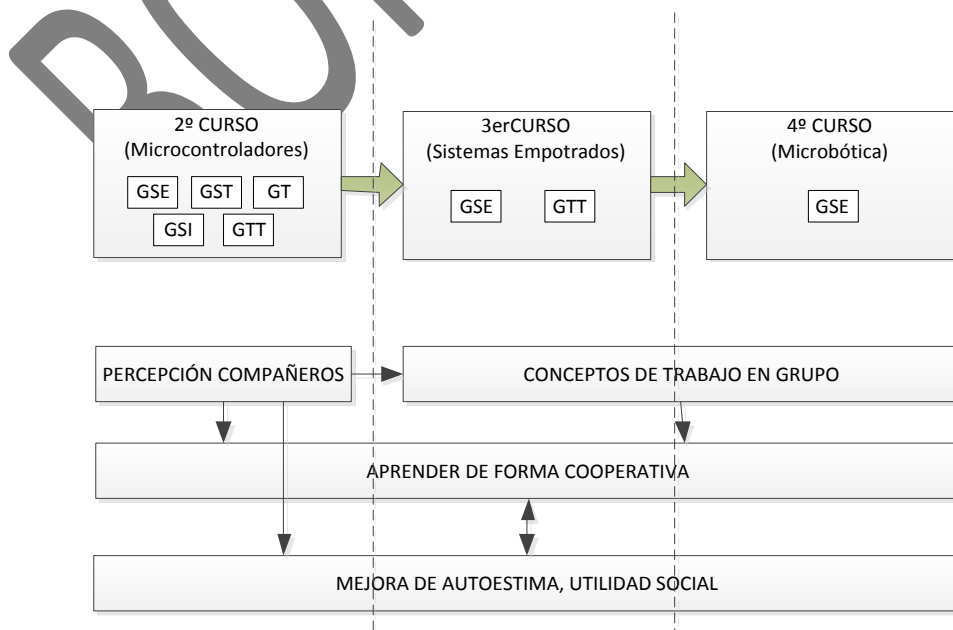 2º CURSO
(Microcontroladores)
GSE GST GT
GSI GTT
3erCURSO
(Sistemas Empotrados)
GSE GTT
4º CURSO
(Microbótica)
GSE
PERCEPCIÓN COMPAÑEROS
CONCEPTOS DE TRABAJO EN GRUPO
APRENDER DE FORMA COOPERATIVA
MEJORA DE AUTOESTIMA, UTILIDAD SOCIAL